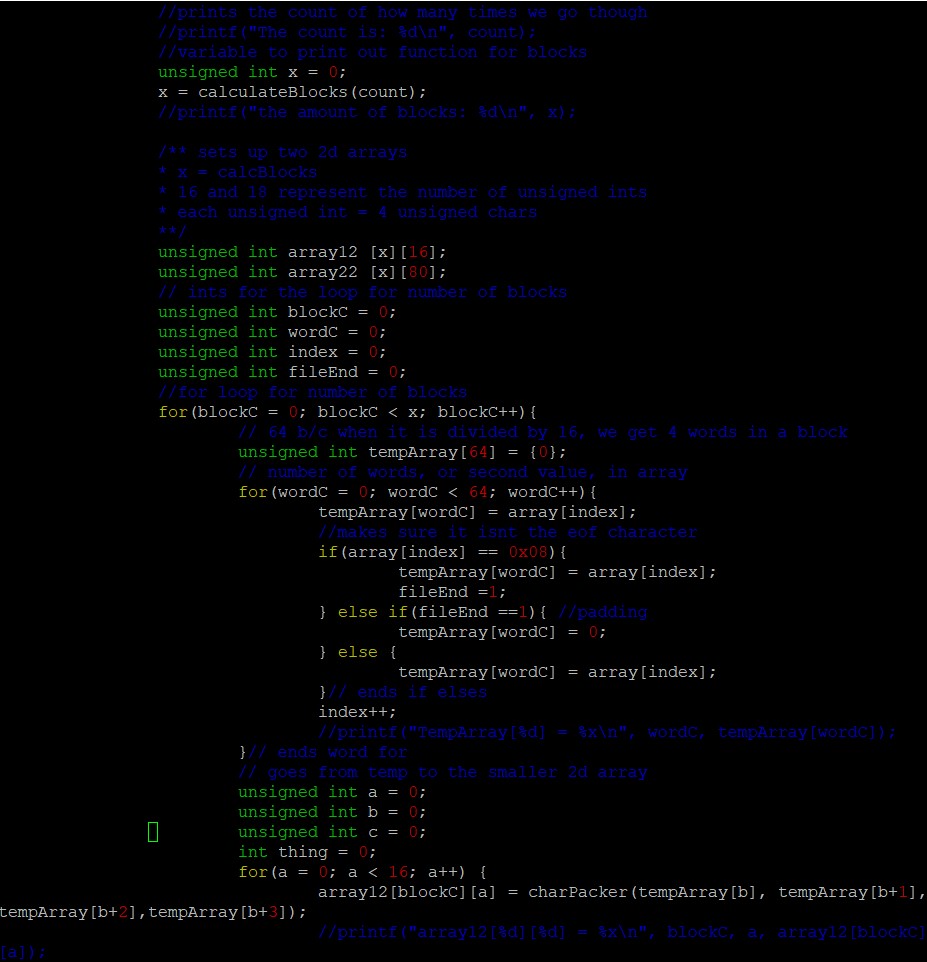 //prints the count of how many times we go though
//printf("The count is: %d\n", count);
//variable to print out function for blocks
unsigned int x = 0;
x = calculateBlocks(count);
//printf("the amount of blocks: %d\n", x);
/** sets up two 2d arrays
* x = calcBlocks
* 16 and 18 represent the number of unsigned ints
* each unsigned int = 4 unsigned chars
**/
unsigned int array12 [x][16];
unsigned int array22 [x][80];
// ints for the loop for number of blocks
unsigned int blockC = 0;
unsigned int wordC = 0;
unsigned int index = 0;
unsigned int fileEnd = 0;
//for loop for number of blocks
for(blockC = 0; blockC < x; blockC++){
// 64 b/c when it is divided by 16, we get 4 words in a block
unsigned int tempArray[64] = {0};
// number of words, or second value, in array
for(wordC = 0; wordC < 64; wordC++){
tempArray[wordC] = array[index];
//makes sure it isnt the eof character
if(array[index] == 0x08){
tempArray[wordC] = array[index];
fileEnd =1;
} else if(fileEnd ==1){ //padding
tempArray[wordC] = 0;
} else {
tempArray[wordC] = array[index];
}// ends if elses
index++;
//printf("TempArray[%d] = %x\n", wordC, tempArray[wordC]);
}// ends word for
// goes from temp to the smaller 2d array
unsigned int a = 0;
unsigned int b = 0;
unsigned int c = 0;
int thing = 0;
for(a = 0; a < 16; a++) {
array12[blockC][a] = charPacker(tempArray[b], tempArray[b+1],
tempArray[b+2],tempArray[b+3]);
//printf("array12[%d][%d] = %x\n", blockC, a, array12[blockC]
[a]);